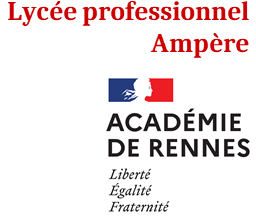 Lycée professionnel
Ampère
ACADÉMIE
DE RENNES
Liberté
Égalité
Fraternité